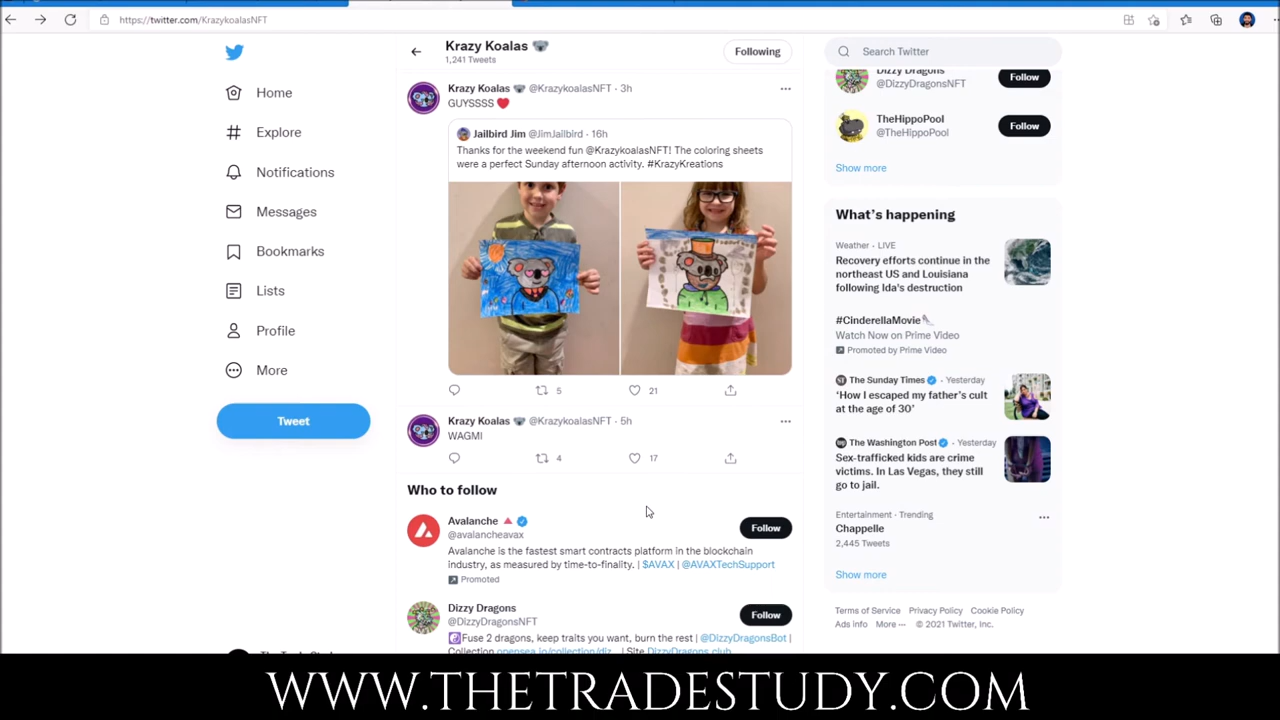 https://twitter.com/KrazykoalasNFT
Home
Explore
Notifications
Messages
Bookmarks
Lists
Profile
More
Tweet
Krazy Koalas 🐨
1,241 Tweets
Following
Krazy Koalas 🐨 @KrazykoalasNFT · 3h
GUYSSSS ❤️
Jailbird Jim @JimJailbird · 16h
Thanks for the weekend fun @KrazykoalasNFT! The coloring sheets
were a perfect Sunday afternoon activity. #KrazyKreations
5
21
Krazy Koalas 🐨 @KrazykoalasNFT · 5h
WAGMI
4
17
Who to follow
Avalanche 🔺
@avalancheavax
Follow
Avalanche is the fastest smart contracts platform in the blockchain
industry, as measured by time-to-finality. | $AVAX | @AVAXTechSupport
Promoted
Dizzy Dragons
@DizzyDragonsNFT
Follow
Fuse 2 dragons, keep traits you want, burn the rest | @DizzyDragonsBot |
Collection opensea.io/collection/diz... | Site DizzyDragons.club
Search Twitter
Dizzy Dragons
@DizzyDragonsNFT
Follow
TheHippoPool
@TheHippoPool
Follow
Show more
What's happening
Weather · LIVE
Recovery efforts continue in the
northeast US and Louisiana
following Ida's destruction
#CinderellaMovie
Watch Now on Prime Video
Promoted by Prime Video
The Sunday Times · Yesterday
'How I escaped my father's cult
at the age of 30'
The Washington Post · Yesterday
Sex-trafficked kids are crime
victims. In Las Vegas, they still
go to jail.
Entertainment · Trending
Chappelle
2,445 Tweets
Show more
Terms of Service Privacy Policy Cookie Policy
Ads info More ··· © 2021 Twitter, Inc.
WWW.THETRADESTUDY.COM